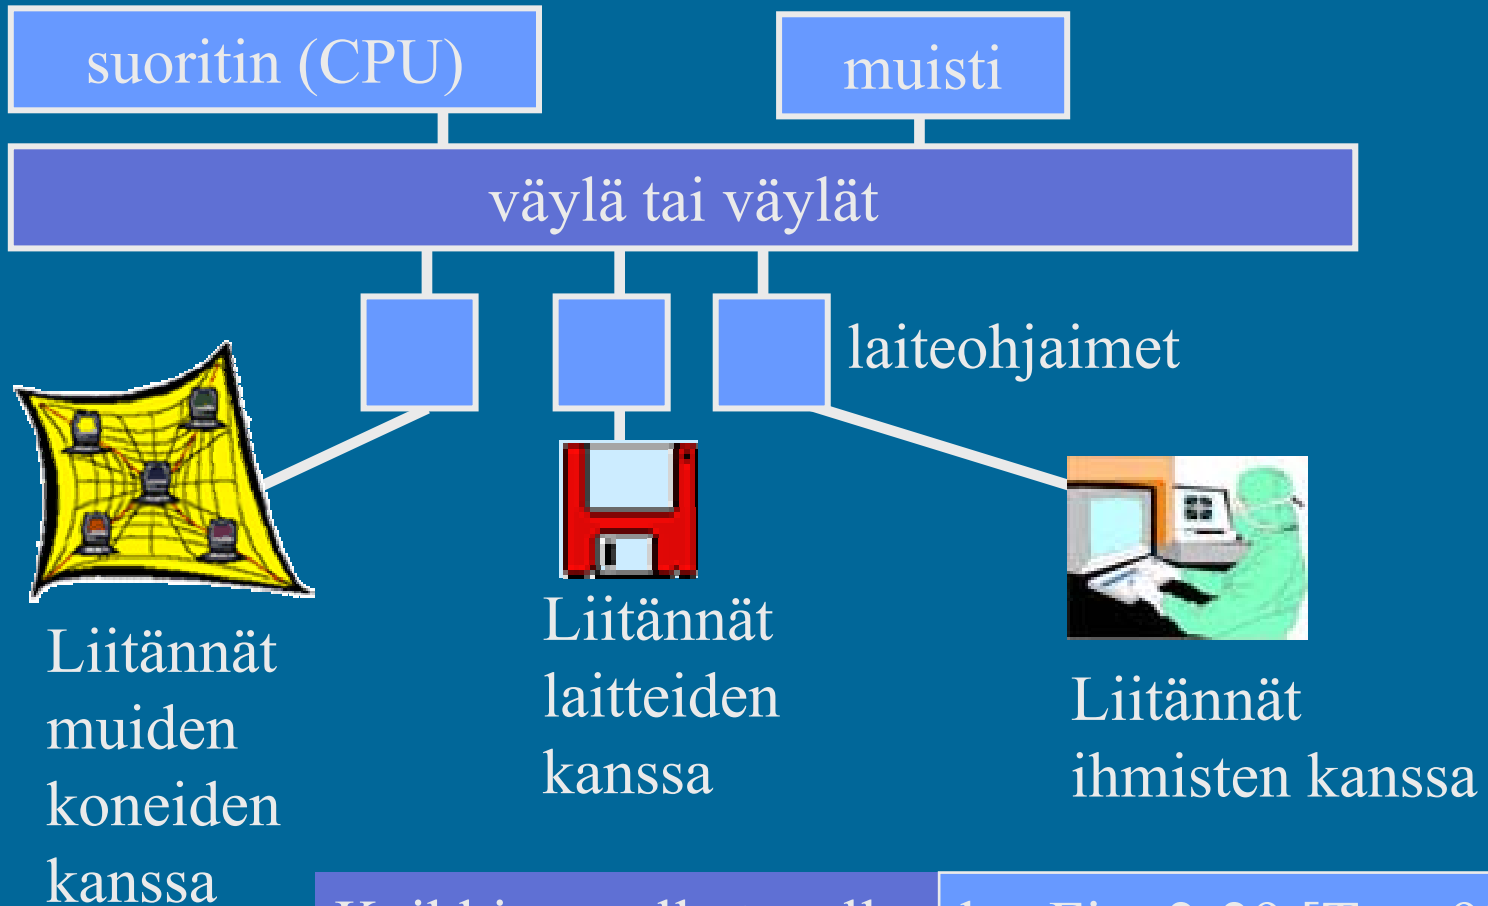 suoritin (CPU)
muisti
väylä tai väylät
laiteohjaimet
Liitännät
muiden
koneiden
kanssa
Liitännät
laitteiden
kanssa
Liitännät
ihmisten kanssa